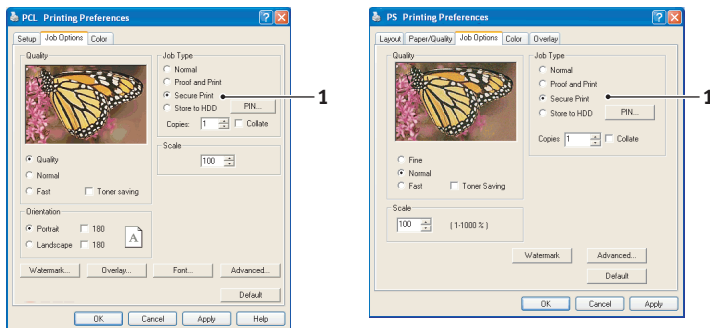 PCL Printing Preferences
Setup Job Options Color
Quality
Job Type
Normal
Proof and Print
Secure Print
1
Store to HDD
PIN...
Copies: 1
Collate
Scale
100
Quality
Normal
Fast
Toner saving
Orientation
Portrait
180
Landscape
180
A
Watermark...
Overlay...
Font...
Advanced...
Default
OK
Cancel
Apply
Help
PS Printing Preferences
Layout Paper/Quality Job Options Color Overlay
Quality
Job Type
Normal
Proof and Print
Secure Print
1
Store to HDD
PIN...
Copies 1
Collate
Fine
Normal
Fast
Toner Saving
Scale
100
( 1-1000 % )
Watermark
Advanced...
Default
OK
Cancel
Apply